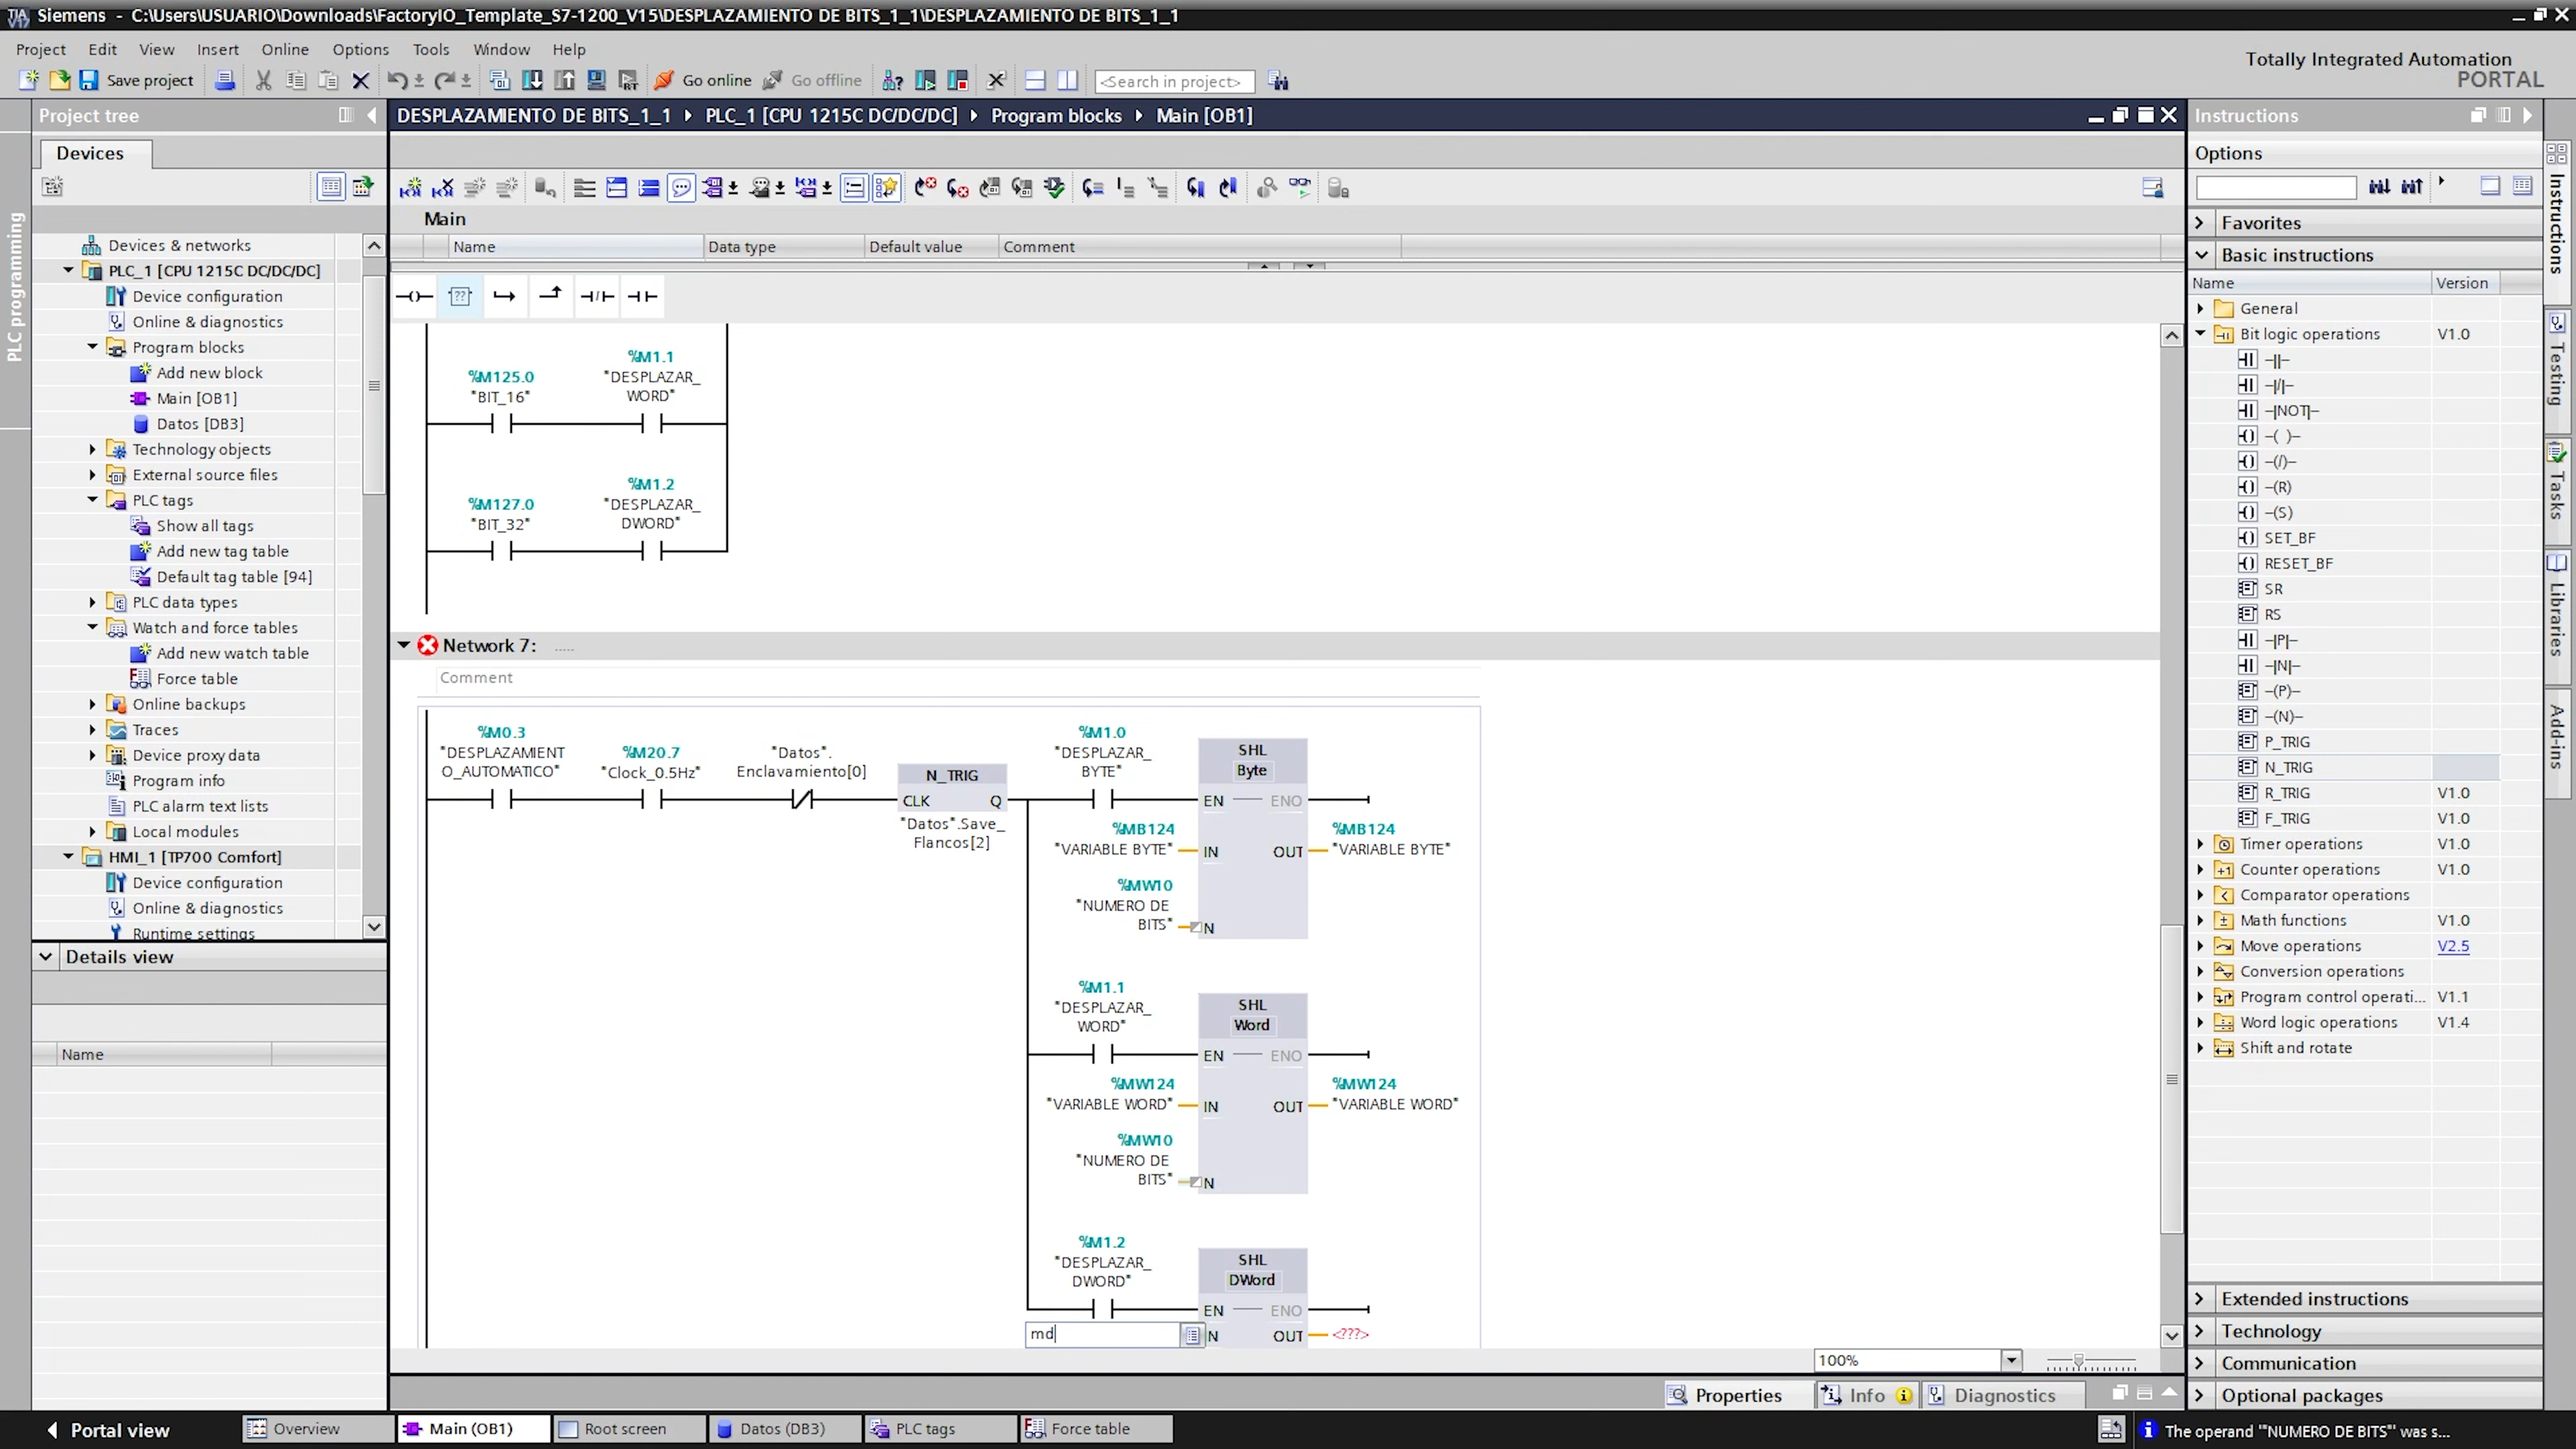 Siemens - C:\Users\USUARIO\Downloads\FactoryIO_Template_S7-1200_V15\DESPLAZAMIENTO DE BITS_1_1\DESPLAZAMIENTO DE BITS_1_1
Project Edit View Insert Online Options Tools Window Help
Totally Integrated Automation
PORTAL
Save project Go online Go offline <Search in project>
Project tree
DESPLAZAMIENTO DE BITS_1_1 PLC_1 [CPU 1215C DC/DC/DC] Program blocks Main [OB1]
Instructions
Devices
Options
Main
Name Data type Default value Comment
PLC programming
Devices & networks
PLC_1 [CPU 1215C DC/DC/DC]
Device configuration
Online & diagnostics
Program blocks
Add new block
Main [OB1]
Datos [DB3]
Technology objects
External source files
PLC tags
Show all tags
Add new tag table
Default tag table [94]
PLC data types
Watch and force tables
Add new watch table
Force table
Online backups
Traces
Device proxy data
Program info
PLC alarm text lists
Local modules
HMI_1 [TP700 Comfort]
Device configuration
Online & diagnostics
Runtime settings
Details view
Name
??
%M1.1
%M125.0 "DESPLAZAR_
"BIT_16" WORD"
%M1.2
%M127.0 "DESPLAZAR_
"BIT_32" DWORD"
Network 7: .....
Comment
%M0.3
"DESPLAZAMIENT
O_AUTOMATICO"
%M20.7
"Clock_0.5Hz"
"Datos".
Enclavamiento[0]
N_TRIG
CLK Q
"Datos".Save_
Flancos[2]
%M1.0
"DESPLAZAR_
BYTE"
SHL
Byte
EN ENO
%MB124
"VARIABLE BYTE" IN OUT
%MB124
"VARIABLE BYTE"
%MW10
"NUMERO DE
BITS" N
%M1.1
"DESPLAZAR_
WORD"
SHL
Word
EN ENO
%MW124
"VARIABLE WORD" IN OUT
%MW124
"VARIABLE WORD"
%MW10
"NUMERO DE
BITS" N
%M1.2
"DESPLAZAR_
DWORD"
SHL
DWord
EN ENO
md N OUT <???>
100%
Properties Info Diagnostics
Favorites
Basic instructions
Name Version
General
Bit logic operations V1.0
-||-
-|/|-
-|NOT|-
-( )-
-(/)-
-(R)
-(S)
SET_BF
RESET_BF
SR
RS
-|P|-
-|N|-
-(P)-
-(N)-
P_TRIG
N_TRIG
R_TRIG V1.0
F_TRIG V1.0
Timer operations V1.0
Counter operations V1.0
Comparator operations
Math functions V1.0
Move operations V2.5
Conversion operations
Program control operati... V1.1
Word logic operations V1.4
Shift and rotate
Extended instructions
Technology
Communication
Optional packages
Instructions
Testing
Tasks
Libraries
Add-ins
Portal view Overview Main (OB1) Root screen Datos (DB3) PLC tags Force table
The operand '"NUMERO DE BITS"' was s...